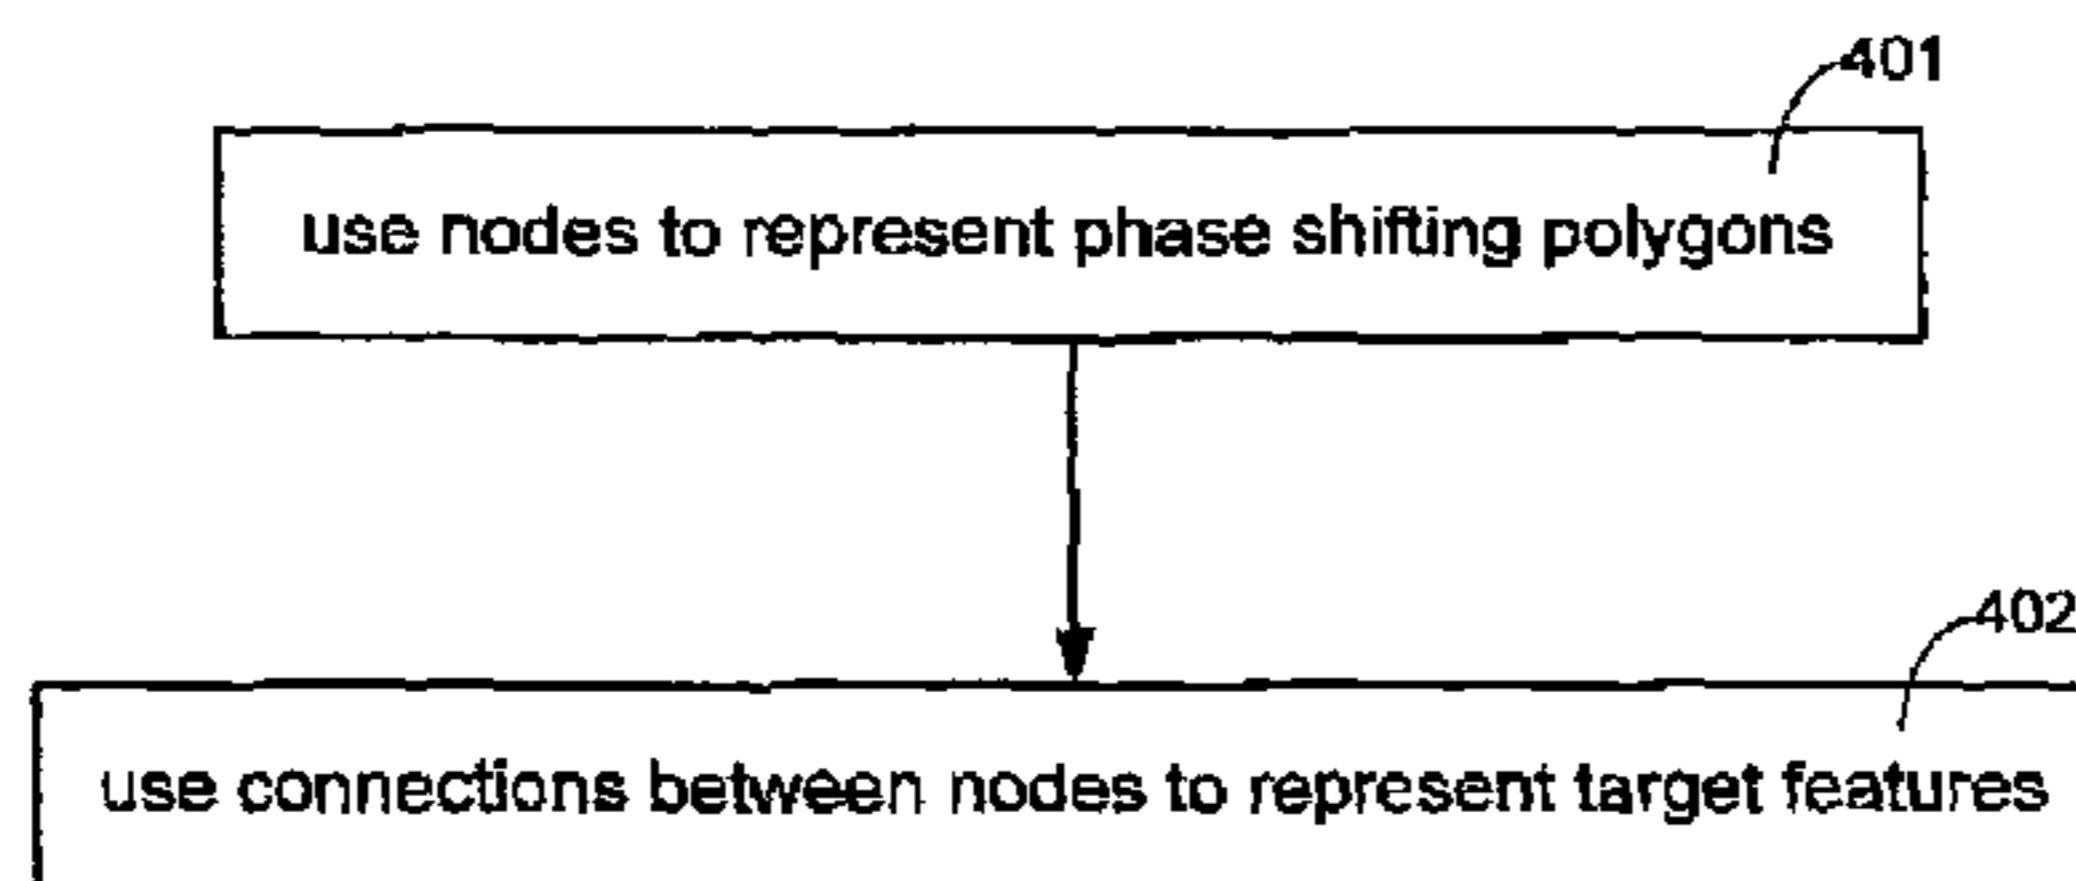 401
use nodes to represent phase shifting polygons
402
use connections between nodes to represent target features